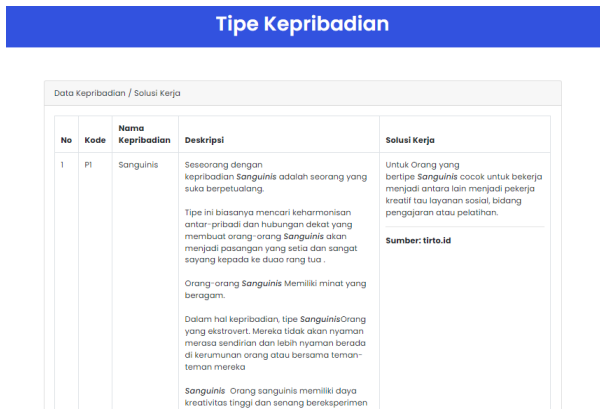 Tipe Kepribadian
Data Kepribadian / Solusi Kerja
No Kode Nama Kepribadian Deskripsi Solusi Kerja
1 P1 Sanguinis
Seseorang dengan
kepribadian Sanguinis adalah seorang yang
suka berpetualang.
Tipe ini biasanya mencari keharmonisan
antar-pribadi dan hubungan dekat yang
membuat orang-orang Sanguinis akan
menjadi pasangan yang setia dan sangat
sayang kepada ke duao rang tua .
Orang-orang Sanguinis Memiliki minat yang
beragam.
Dalam hal kepribadian, tipe SanguinisOrang
yang ekstrovert. Mereka tidak akan nyaman
merasa sendirian dan lebih nyaman berada
di kerumunan orang atau bersama teman-
teman mereka
Sanguinis Orang sanguinis memiliki daya
kreativitas tinggi dan senang bereksperimen
Untuk Orang yang
bertipe Sanguinis cocok untuk bekerja
menjadi antara lain menjadi pekerja
kreatif tau layanan sosial, bidang
pengajaran atau pelatihan.
Sumber: tirto.id